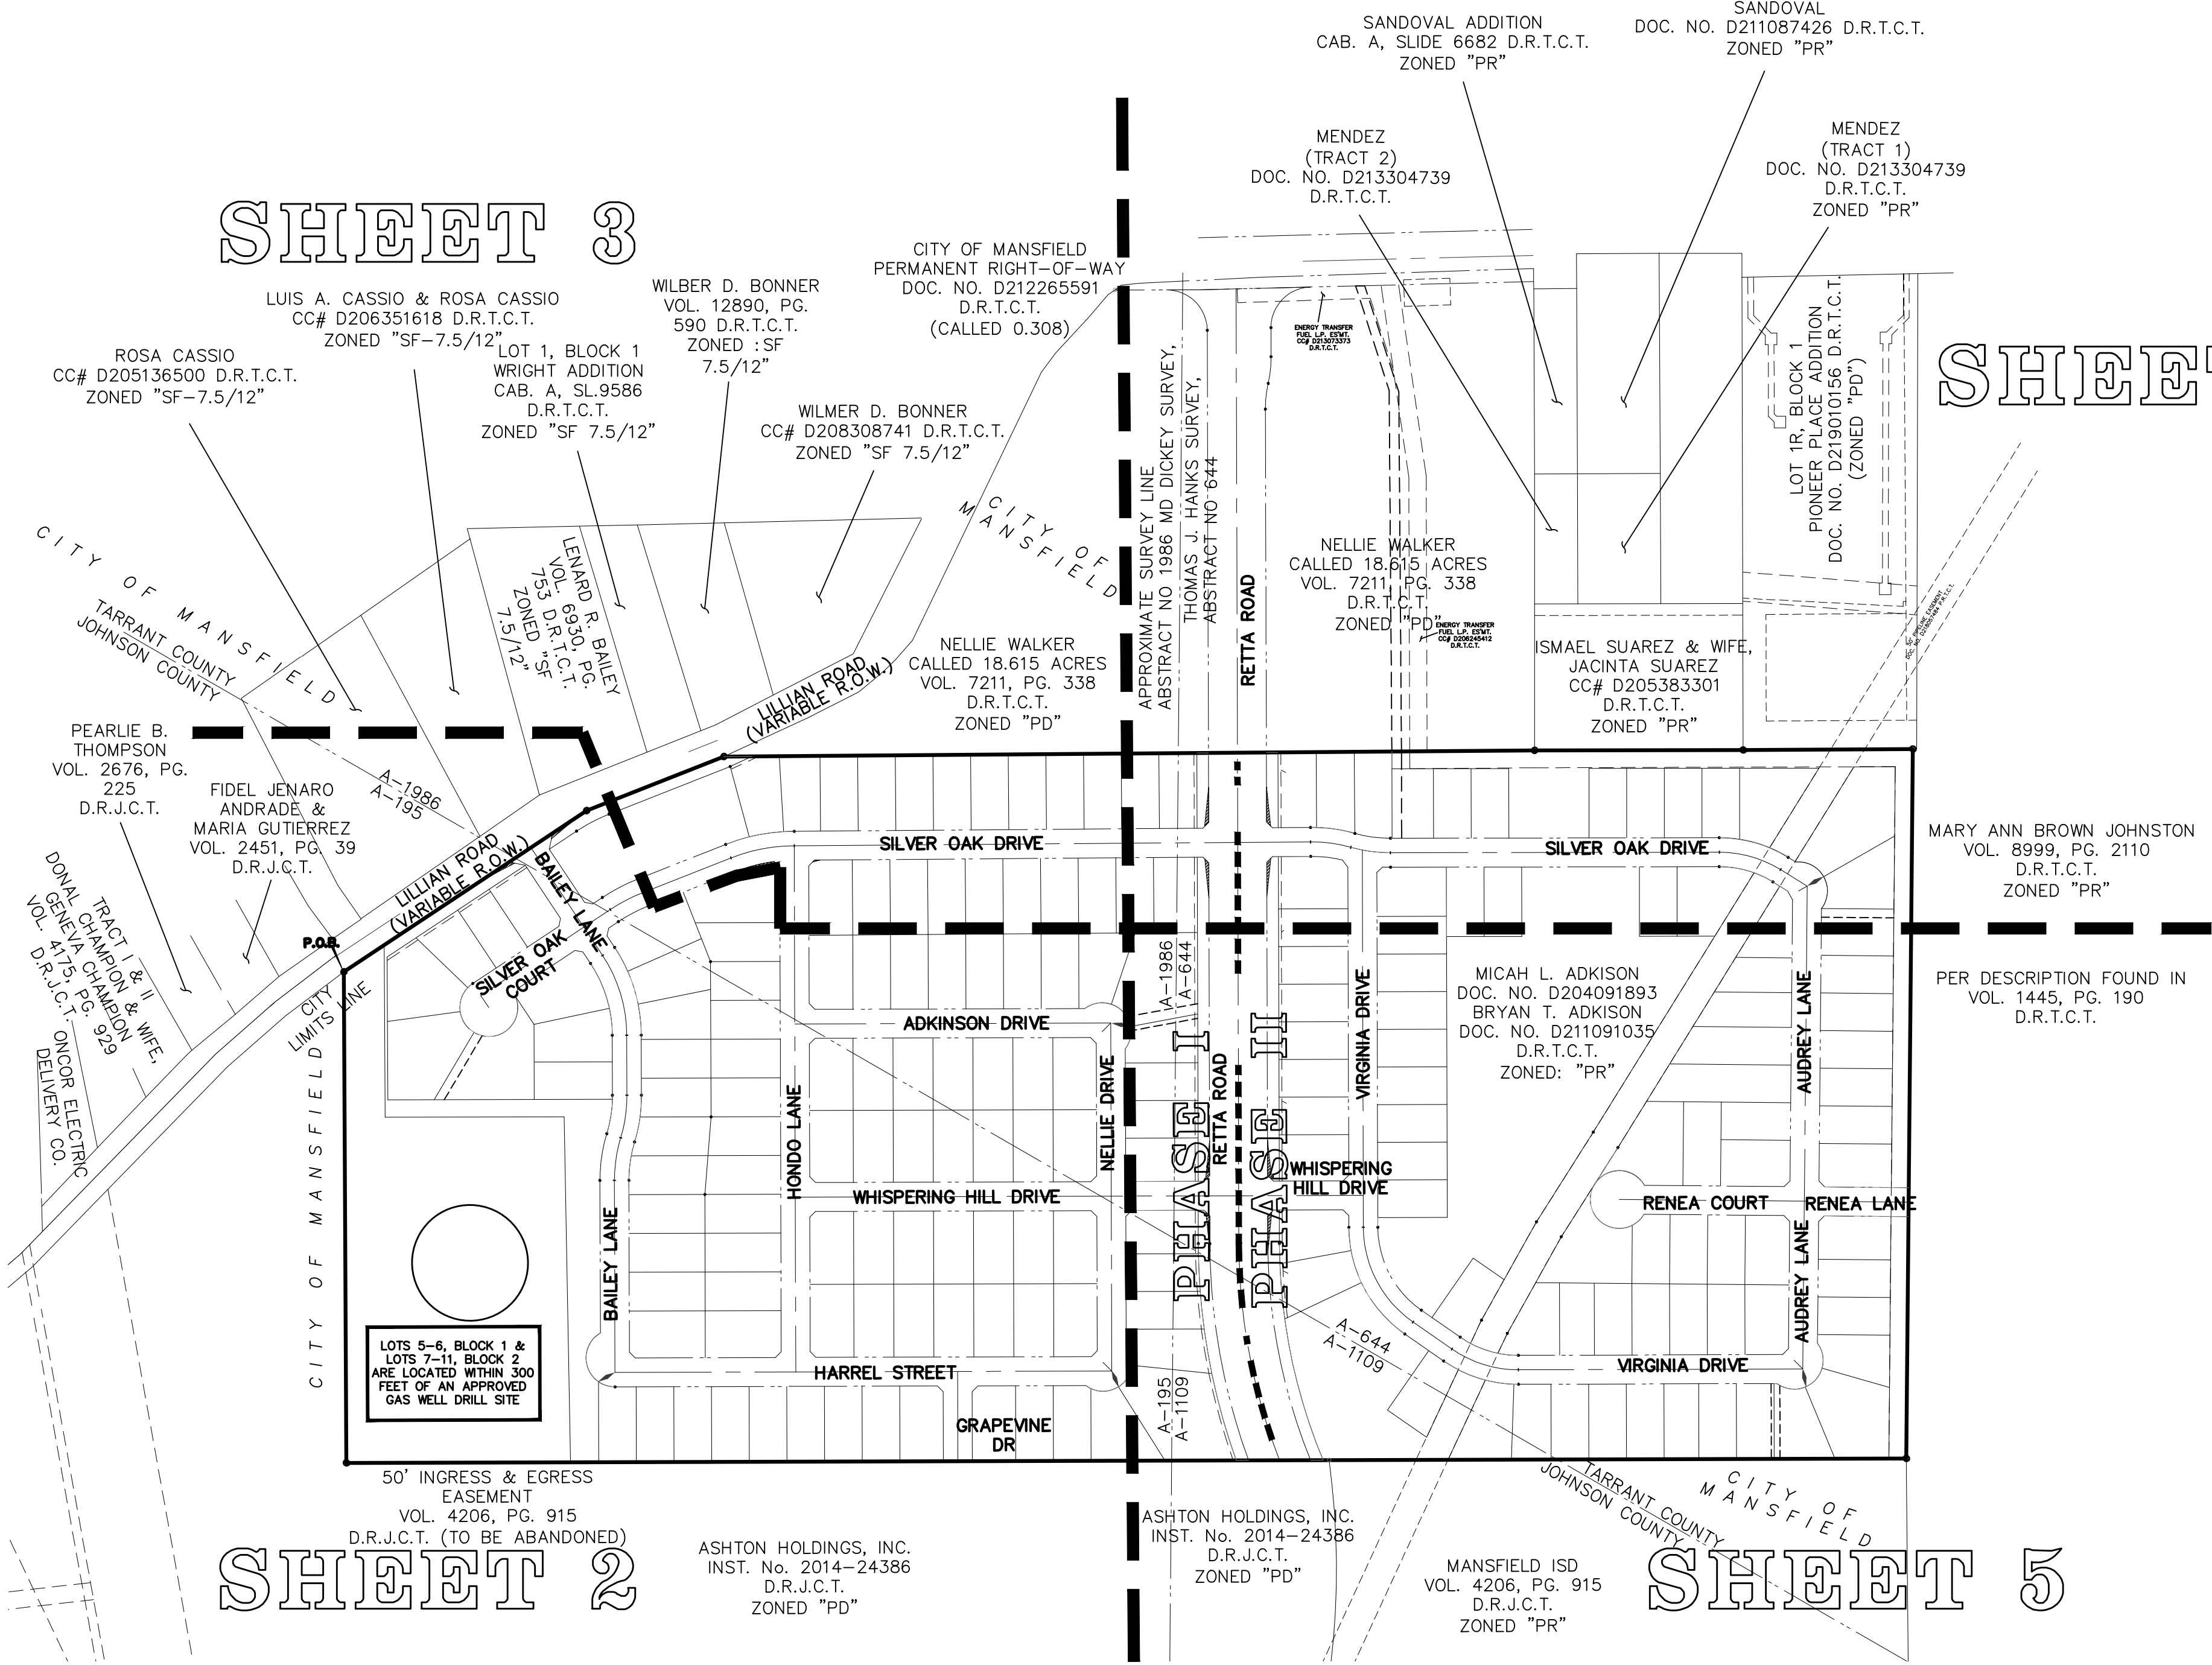 SANDOVAL ADDITION
CAB. A, SLIDE 6682 D.R.T.C.T.
ZONED "PR"
SANDOVAL
DOC. NO. D211087426 D.R.T.C.T.
ZONED "PR"
MENDEZ
(TRACT 2)
DOC. NO. D213304739
D.R.T.C.T.
MENDEZ
(TRACT 1)
DOC. NO. D213304739
D.R.T.C.T.
ZONED "PR"
SHEET 3
LUIS A. CASSIO & ROSA CASSIO
CC# D206351618 D.R.T.C.T.
ZONED "SF-7.5/12"
WILBER D. BONNER
VOL. 12890, PG.
590 D.R.T.C.T.
ZONED :SF
7.5/12"
CITY OF MANSFIELD
PERMANENT RIGHT-OF-WAY
DOC. NO. D212265591
D.R.T.C.T.
(CALLED 0.308)
ROSA CASSIO
CC# D205136500 D.R.T.C.T.
ZONED "SF-7.5/12"
LOT 1, BLOCK 1
WRIGHT ADDITION
CAB. A, SL.9586
D.R.T.C.T.
ZONED "SF 7.5/12"
WILMER D. BONNER
CC# D208308741 D.R.T.C.T.
ZONED "SF 7.5/12"
ENERGY TRANSFER
FUEL L.P. ES'MT.
CC# D213073373
D.R.T.C.T.
LOT 1R, BLOCK 1
PIONEER PLACE ADDITION
DOC. NO. D219010156 D.R.T.C.T.
(ZONED "PD")
SHEET
CITY OF
MANSFIELD
APPROXIMATE SURVEY LINE
ABSTRACT NO 1986 MD DICKEY SURVEY,
THOMAS J. HANKS SURVEY,
ABSTRACT NO 644
RETTA ROAD
NELLIE WALKER
CALLED 18.615 ACRES
VOL. 7211, PG. 338
D.R.T.C.T.
ZONED "PD"
ENERGY TRANSFER
FUEL L.P. ES'MT.
CC# D206245412
D.R.T.C.T.
ISMAEL SUAREZ & WIFE,
JACINTA SUAREZ
CC# D205383301
D.R.T.C.T.
ZONED "PR"
CITY OF MANSFIELD
TARRANT COUNTY
JOHNSON COUNTY
LENARD R. BAILEY
VOL. 6930, PG.
753 D.R.T.C.T.
ZONED "SF
7.5/12"
NELLIE WALKER
CALLED 18.615 ACRES
VOL. 7211, PG. 338
D.R.T.C.T.
ZONED "PD"
LILLIAN ROAD
(VARIABLE R.O.W.)
PEARLIE B.
THOMPSON
VOL. 2676, PG.
225
D.R.J.C.T.
FIDEL JENARO
ANDRADE &
MARIA GUTIERREZ
VOL. 2451, PG. 39
D.R.J.C.T.
A-1986
A-195
LILLIAN ROAD
(VARIABLE R.O.W.)
BAILEY LANE
SILVER OAK DRIVE
SILVER OAK DRIVE
MARY ANN BROWN JOHNSTON
VOL. 8999, PG. 2110
D.R.T.C.T.
ZONED "PR"
TRACT I & II
DONAL CHAMPION & WIFE,
GENEVA CHAMPION
VOL. 4175, PG. 929
D.R.J.C.T.
P.O.B.
CITY
LIMITS LINE
SILVER OAK
COURT
A-1986
A-644
MICAH L. ADKISON
DOC. NO. D204091893
BRYAN T. ADKISON
DOC. NO. D211091035
D.R.T.C.T.
ZONED: "PR"
PER DESCRIPTION FOUND IN
VOL. 1445, PG. 190
D.R.T.C.T.
ONCOR ELECTRIC
DELIVERY CO.
CITY OF MANSFIELD
ADKINSON DRIVE
HONDO LANE
NELLIE DRIVE
PHASE I
RETTA ROAD
PHASE II
VIRGINIA DRIVE
AUDREY LANE
WHISPERING HILL DRIVE
WHISPERING
HILL DRIVE
RENEA COURT
RENEA LANE
BAILEY LANE
AUDREY LANE
LOTS 5-6, BLOCK 1 &
LOTS 7-11, BLOCK 2
ARE LOCATED WITHIN 300
FEET OF AN APPROVED
GAS WELL DRILL SITE
HARREL STREET
VIRGINIA DRIVE
A-644
A-1109
A-195
A-1109
GRAPEVINE
DR
50' INGRESS & EGRESS
EASEMENT
VOL. 4206, PG. 915
D.R.J.C.T. (TO BE ABANDONED)
SHEET 2
ASHTON HOLDINGS, INC.
INST. No. 2014-24386
D.R.J.C.T.
ZONED "PD"
ASHTON HOLDINGS, INC.
INST. No. 2014-24386
D.R.J.C.T.
ZONED "PD"
TARRANT COUNTY
JOHNSON COUNTY
CITY OF
MANSFIELD
MANSFIELD ISD
VOL. 4206, PG. 915
D.R.J.C.T.
ZONED "PR"
SHEET 5